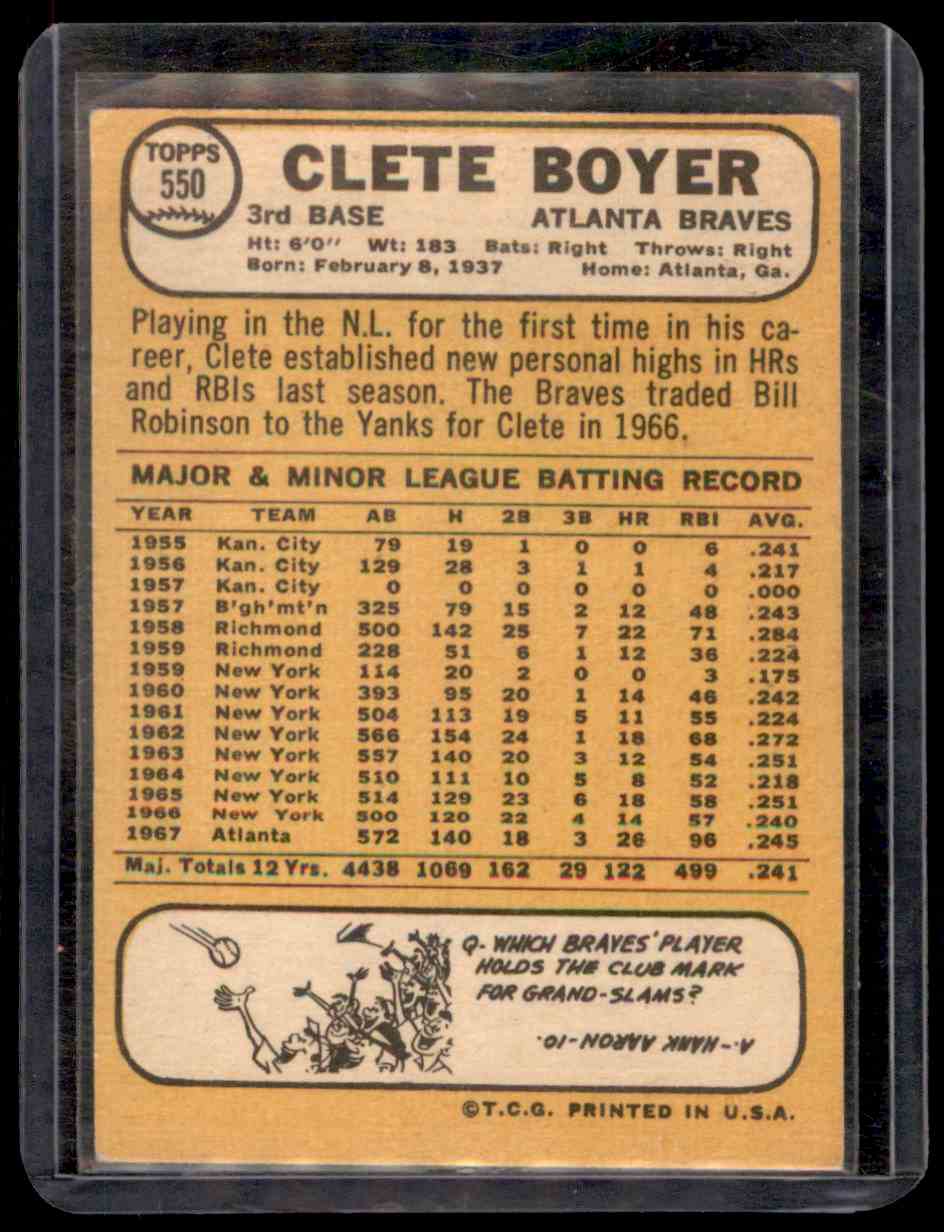 TOPPS
550
CLETE BOYER
3rd BASE ATLANTA BRAVES
Ht: 6'0" Wt: 183 Bats: Right Throws: Right
Born: February 8, 1937 Home: Atlanta, Ga.
Playing in the N.L. for the first time in his ca-
reer, Clete established new personal highs in HRs
and RBIs last season. The Braves traded Bill
Robinson to the Yanks for Clete in 1966.
MAJOR & MINOR LEAGUE BATTING RECORD
YEAR TEAM AB H 2B 3B HR RBI AVG.
1955 Kan. City 79 19 1 0 0 6 .241
1956 Kan. City 129 28 3 1 1 4 .217
1957 Kan. City 0 0 0 0 0 0 .000
1957 B'gh'mt'n 325 79 15 2 12 48 .243
1958 Richmond 500 142 25 7 22 71 .284
1959 Richmond 228 51 6 1 12 36 .224
1959 New York 114 20 2 0 0 3 .175
1960 New York 393 95 20 1 14 46 .242
1961 New York 504 113 19 5 11 55 .224
1962 New York 566 154 24 1 18 68 .272
1963 New York 557 140 20 3 12 54 .251
1964 New York 510 111 10 5 8 52 .218
1965 New York 514 129 23 6 18 58 .251
1966 New York 500 120 22 4 14 57 .240
1967 Atlanta 572 140 18 3 26 96 .245
Maj. Totals 12 Yrs. 4438 1069 162 29 122 499 .241
Q- WHICH BRAVES' PLAYER
HOLDS THE CLUB MARK
FOR GRAND-SLAMS?
A.- HANK AARON -10.
©T.C.G. PRINTED IN U.S.A.